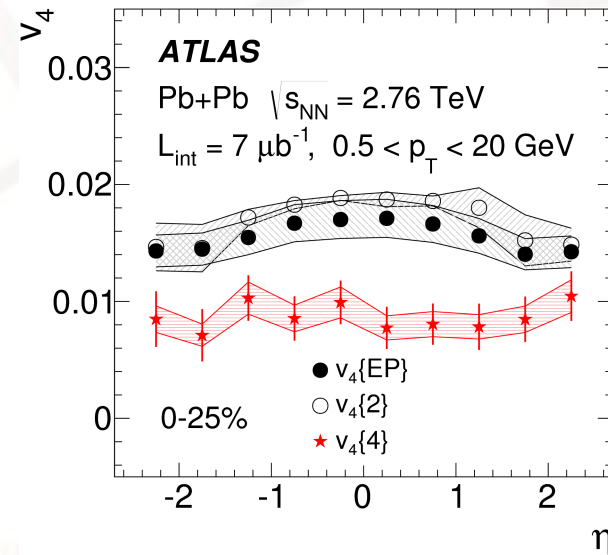 v₄
ATLAS
Pb+Pb √sNN = 2.76 TeV
Lint = 7 μb⁻¹, 0.5 < pT < 20 GeV
0.03
0.02
0.01
0
v₄{EP}
v₄{2}
v₄{4}
0-25%
-2 -1 0 1 2
η